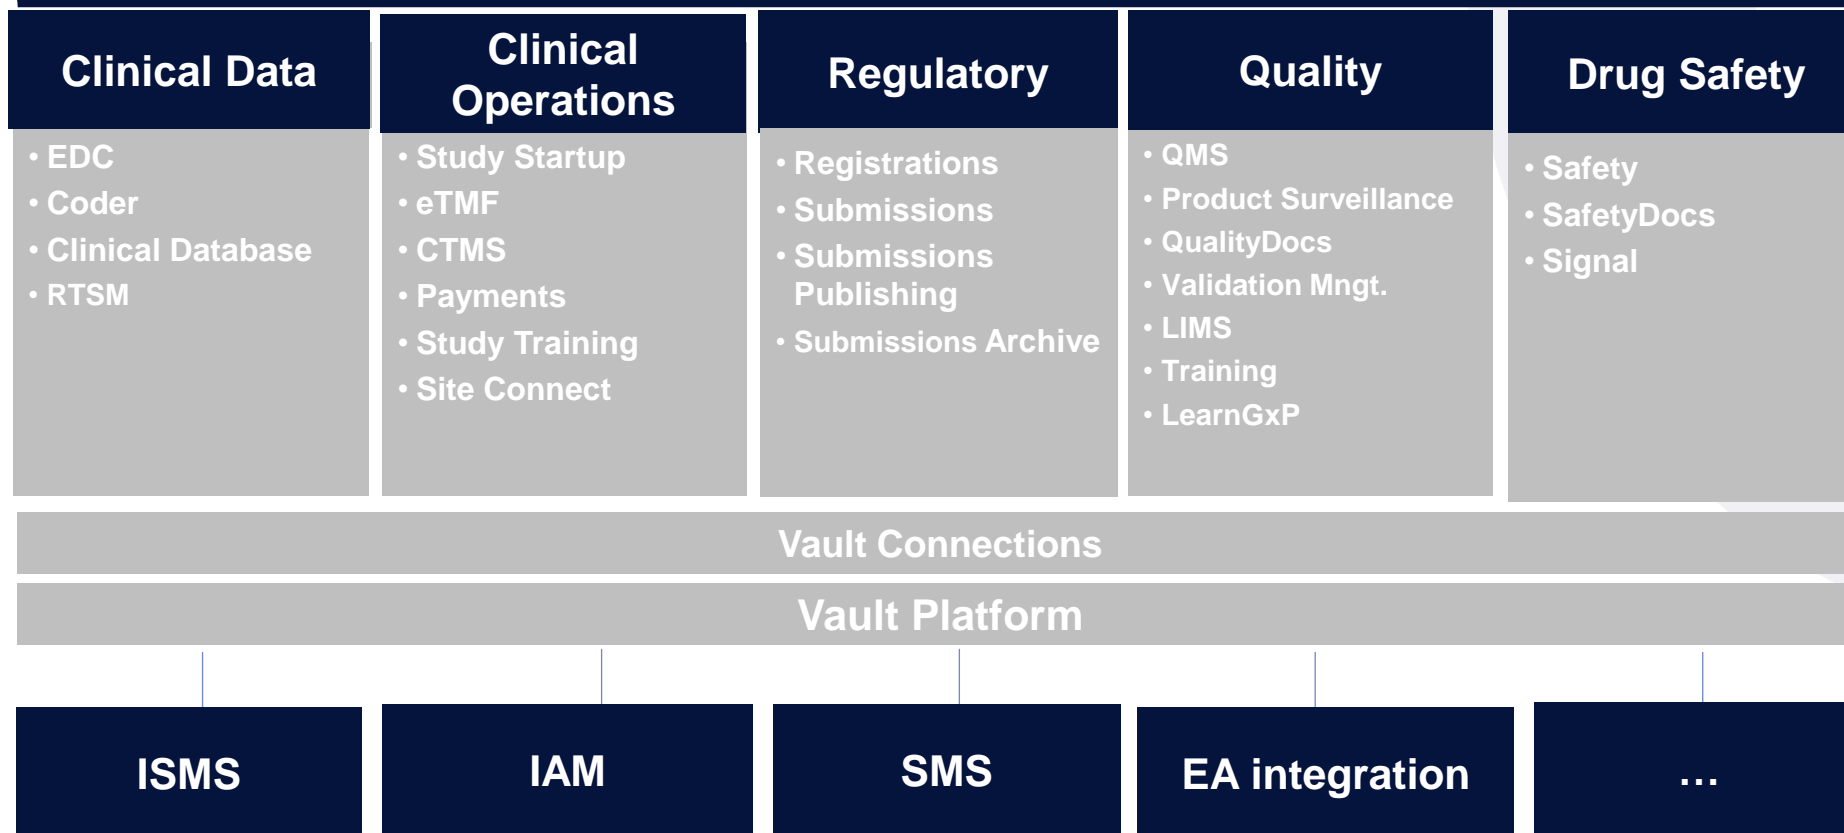 Clinical Data
• EDC
• Coder
• Clinical Database
• RTSM
Clinical
Operations
• Study Startup
• eTMF
• CTMS
• Payments
• Study Training
• Site Connect
Regulatory
• Registrations
• Submissions
• Submissions
Publishing
• Submissions Archive
Quality
• QMS
• Product Surveillance
• QualityDocs
• Validation Mngt.
• LIMS
• Training
• LearnGxP
Drug Safety
• Safety
• SafetyDocs
• Signal
Vault Connections
Vault Platform
ISMS
IAM
SMS
EA integration
…